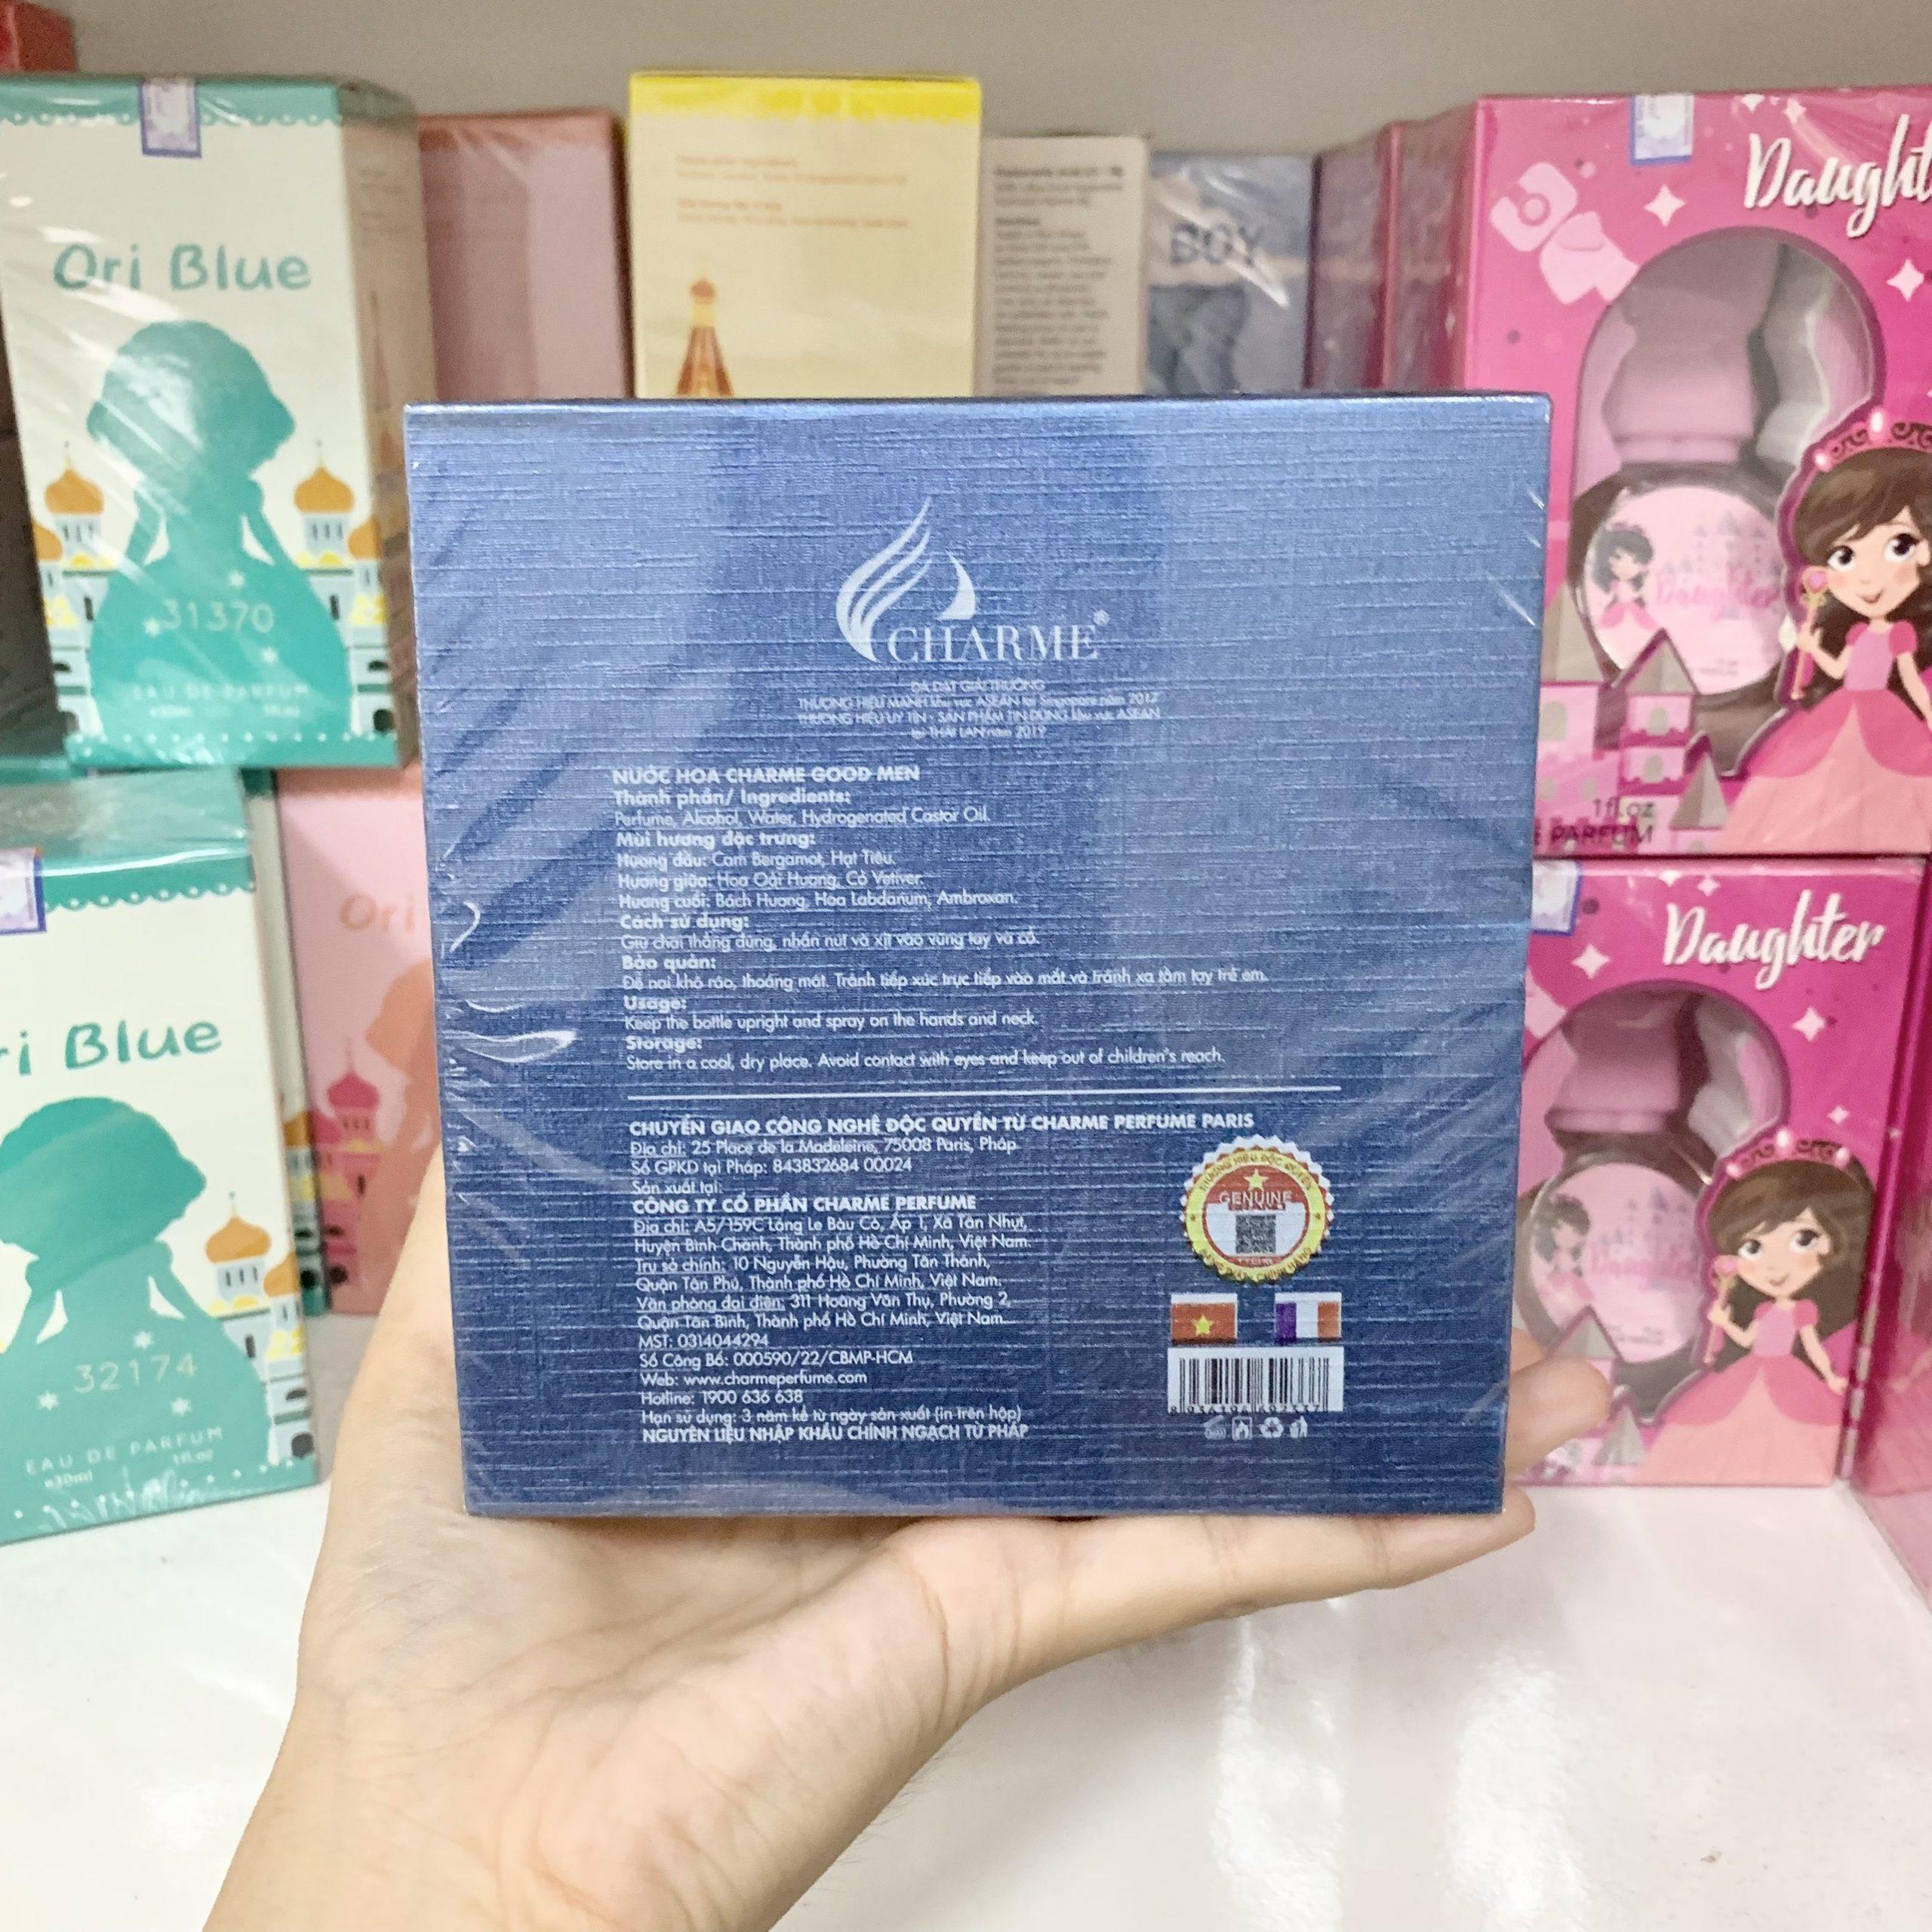 Ori Blue
31370
EAU DE PARFUM
BOY
Daughter
1 fl.oz
PARFUM
CHARME®
ĐÃ ĐẠT GIẢI THƯỞNG
THƯƠNG HIỆU MẠNH khu vực ASEAN tại Singapore năm 2017
THƯƠNG HIỆU UY TÍN - SẢN PHẨM TIN DÙNG khu vực ASEAN
tại THÁI LAN năm 2019
NƯỚC HOA CHARME GOOD MEN
Thành phần/ Ingredients:
Perfume, Alcohol, Water, Hydrogenated Castor Oil.
Mùi hương đặc trưng:
Hương đầu: Cam Bergamot, Hạt Tiêu.
Hương giữa: Hoa Oải Hương, Cỏ Vetiver.
Hương cuối: Bách Hương, Hoa Labdanum, Ambroxan.
Cách sử dụng:
Giữ chai thẳng đứng, nhấn nút và xịt vào vùng tay và cổ.
Bảo quản:
Để nơi khô ráo, thoáng mát. Tránh tiếp xúc trực tiếp vào mắt và tránh xa tầm tay trẻ em.
Usage:
Keep the bottle upright and spray on the hands and neck.
Storage:
Store in a cool, dry place. Avoid contact with eyes and keep out of children's reach.
CHUYỂN GIAO CÔNG NGHỆ ĐỘC QUYỀN TỪ CHARME PERFUME PARIS
Địa chỉ: 25 Place de la Madeleine, 75008 Paris, Pháp
Số GPKD tại Pháp: 843832684 00024
Sản xuất tại:
CÔNG TY CỔ PHẦN CHARME PERFUME
Địa chỉ: A5/159C Láng Le Bàu Cò, Ấp 1, Xã Tân Nhựt,
Huyện Bình Chánh, Thành phố Hồ Chí Minh, Việt Nam.
Trụ sở chính: 10 Nguyễn Hậu, Phường Tân Thành,
Quận Tân Phú, Thành phố Hồ Chí Minh, Việt Nam.
Văn phòng đại diện: 311 Hoàng Văn Thụ, Phường 2,
Quận Tân Bình, Thành phố Hồ Chí Minh, Việt Nam.
MST: 0314044294
Số Công Bố: 000590/22/CBMP-HCM
Web: www.charmeperfume.com
Hotline: 1900 636 638
Hạn sử dụng: 3 năm kể từ ngày sản xuất (in trên hộp)
NGUYÊN LIỆU NHẬP KHẨU CHÍNH NGẠCH TỪ PHÁP
THƯƠNG HIỆU ĐỘC QUYỀN
GENUINE
BRAND
Ori
Ori Blue
32174
EAU DE PARFUM
e30ml
1fl.oz
Daughter